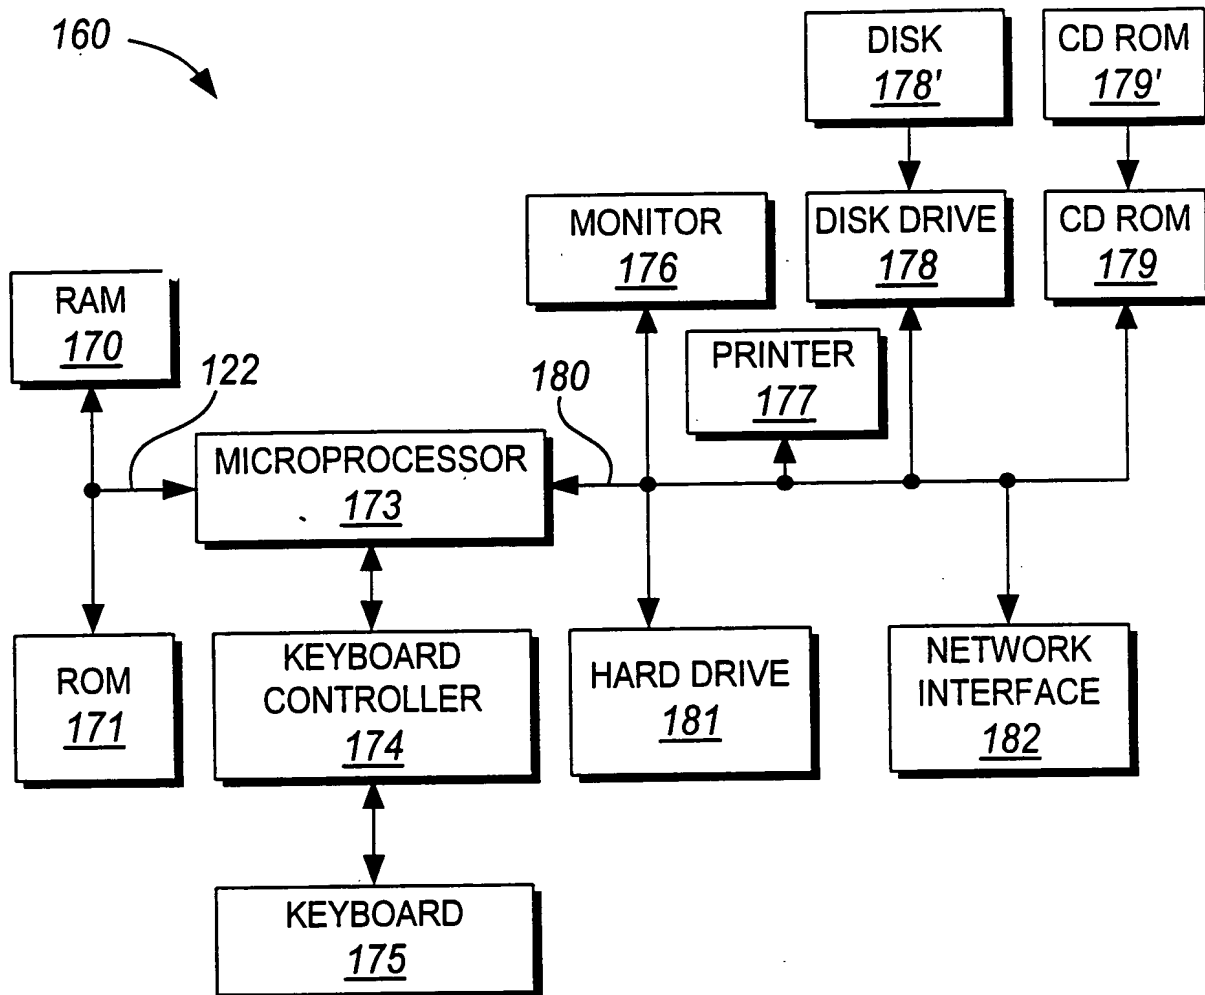 160
DISK
178'
CD ROM
179'
MONITOR
176
DISK DRIVE
178
CD ROM
179
RAM
170
122
180
PRINTER
177
MICROPROCESSOR
173
ROM
171
KEYBOARD
CONTROLLER
174
HARD DRIVE
181
NETWORK
INTERFACE
182
KEYBOARD
175